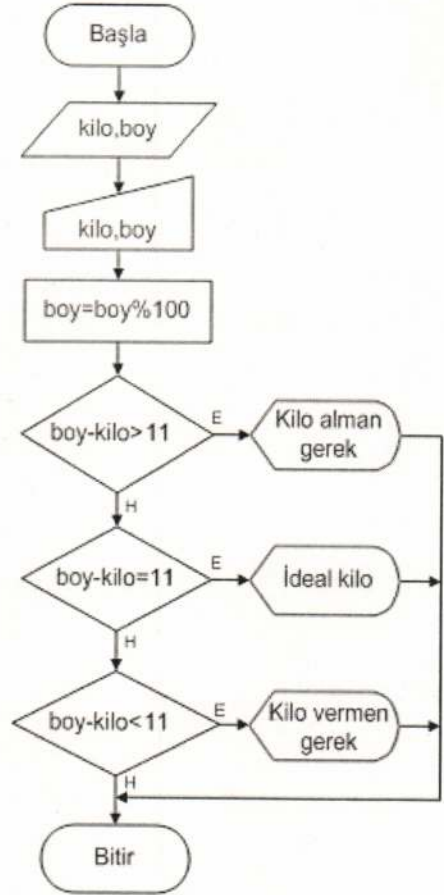 Başla
kilo,boy
kilo,boy
boy=boy%100
boy-kilo>11
E
Kilo alman
gerek
H
boy-kilo=11
E
İdeal kilo
H
boy-kilo<11
E
Kilo vermen
gerek
H
Bitir